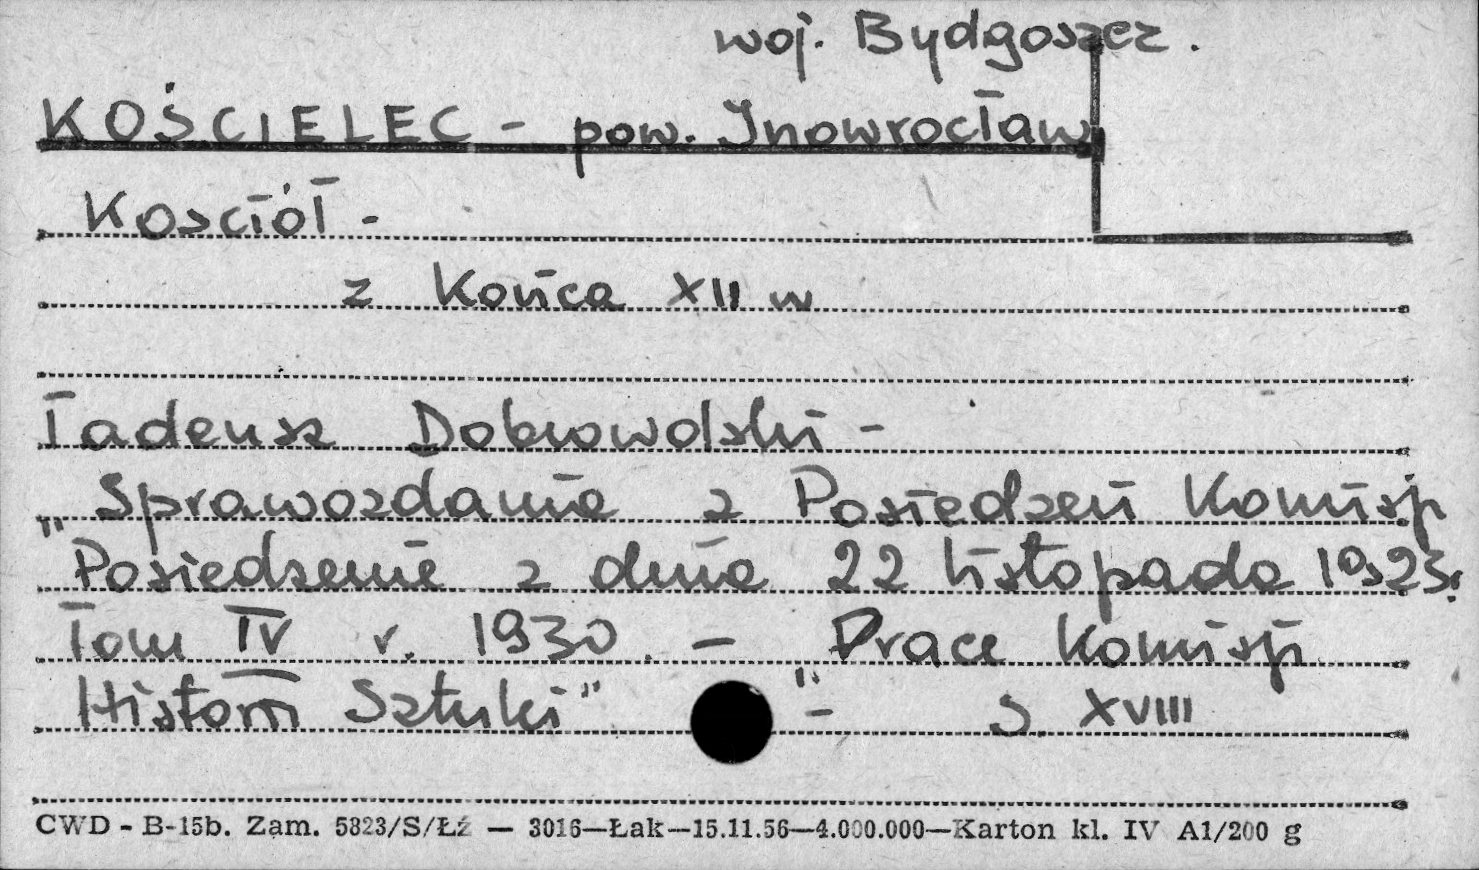 woj. Bydgoszcz.
KOŚCIELEC - pow. Inowrocław
Kościół -
z Końca XII w
Tadeusz Dobrowolski -
Sprawozdanie z Posiedzeń Komisji
"Posiedzenie z dnia 22 listopada 1923r.
Tom IV r. 1930. - "Prace Komisji
Historii Sztuki" - s. XVIII
CWD - B-15b. Zam. 5823/S/Łź — 3016—Łak—15.11.56—4.000.000—Karton kl. IV A1/200 g